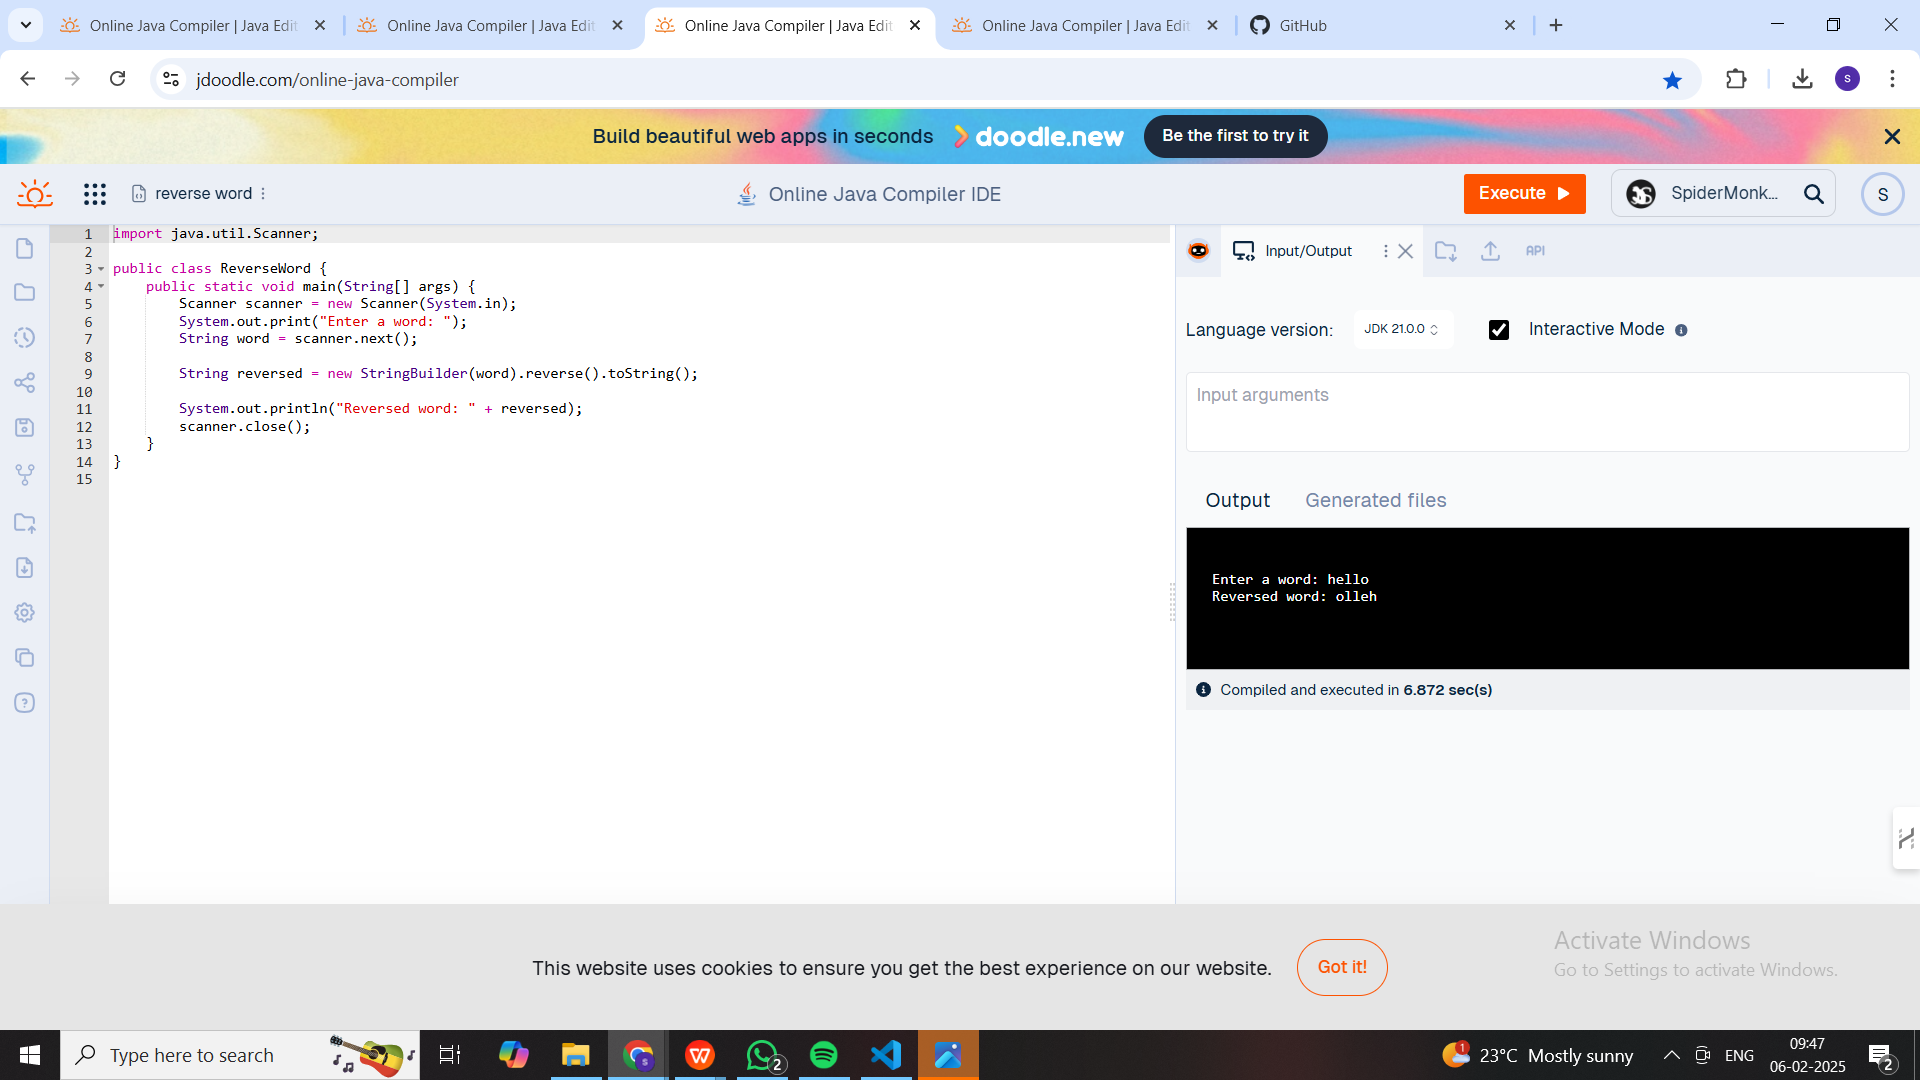 Online Java Compiler | Java Edit
Online Java Compiler | Java Edit
Online Java Compiler | Java Edit
Online Java Compiler | Java Edit
GitHub
jdoodle.com/online-java-compiler
S
Build beautiful web apps in seconds
doodle.new
Be the first to try it
reverse word
Online Java Compiler IDE
Execute
SpiderMonk...
S
1 import java.util.Scanner;
2
3 public class ReverseWord {
4 public static void main(String[] args) {
5 Scanner scanner = new Scanner(System.in);
6 System.out.print("Enter a word: ");
7 String word = scanner.next();
8
9 String reversed = new StringBuilder(word).reverse().toString();
10
11 System.out.println("Reversed word: " + reversed);
12 scanner.close();
13 }
14 }
15
Input/Output
API
Language version:
JDK 21.0.0
Interactive Mode
Input arguments
Output
Generated files
Enter a word: hello
Reversed word: olleh
Compiled and executed in 6.872 sec(s)
This website uses cookies to ensure you get the best experience on our website.
Got it!
Activate Windows
Go to Settings to activate Windows.
Type here to search
S
W
2
1
23°C Mostly sunny
ENG
09:47
06-02-2025
2